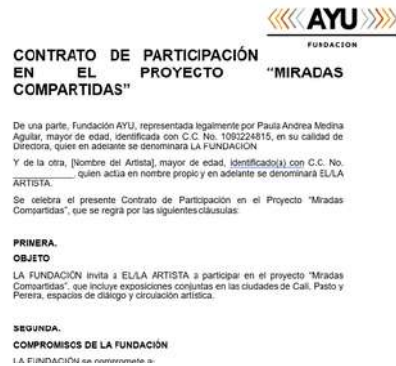 AYU
FUNDACIÓN
CONTRATO DE PARTICIPACIÓN
EN EL PROYECTO "MIRADAS
COMPARTIDAS"
De una parte, Fundación AYU, representada legalmente por Paula Andrea Medina
Aguilar, mayor de edad, identificada con C.C. No. 1093224815, en su calidad de
Directora, quien en adelante se denominará LA FUNDACIÓN
Y de la otra, [Nombre del Artista], mayor de edad, identificado(a) con C.C. No.
____________, quien actúa en nombre propio y en adelante se denominará EL/LA
ARTISTA.
Se celebra el presente Contrato de Participación en el Proyecto "Miradas
Compartidas", que se regirá por las siguientes cláusulas:
PRIMERA.
OBJETO
LA FUNDACIÓN invita a EL/LA ARTISTA a participar en el proyecto "Miradas
Compartidas", que incluye exposiciones conjuntas en las ciudades de Cali, Pasto y
Pereira, espacios de diálogo y circulación artística.
SEGUNDA.
COMPROMISOS DE LA FUNDACIÓN
LA FUNDACIÓN se compromete a: